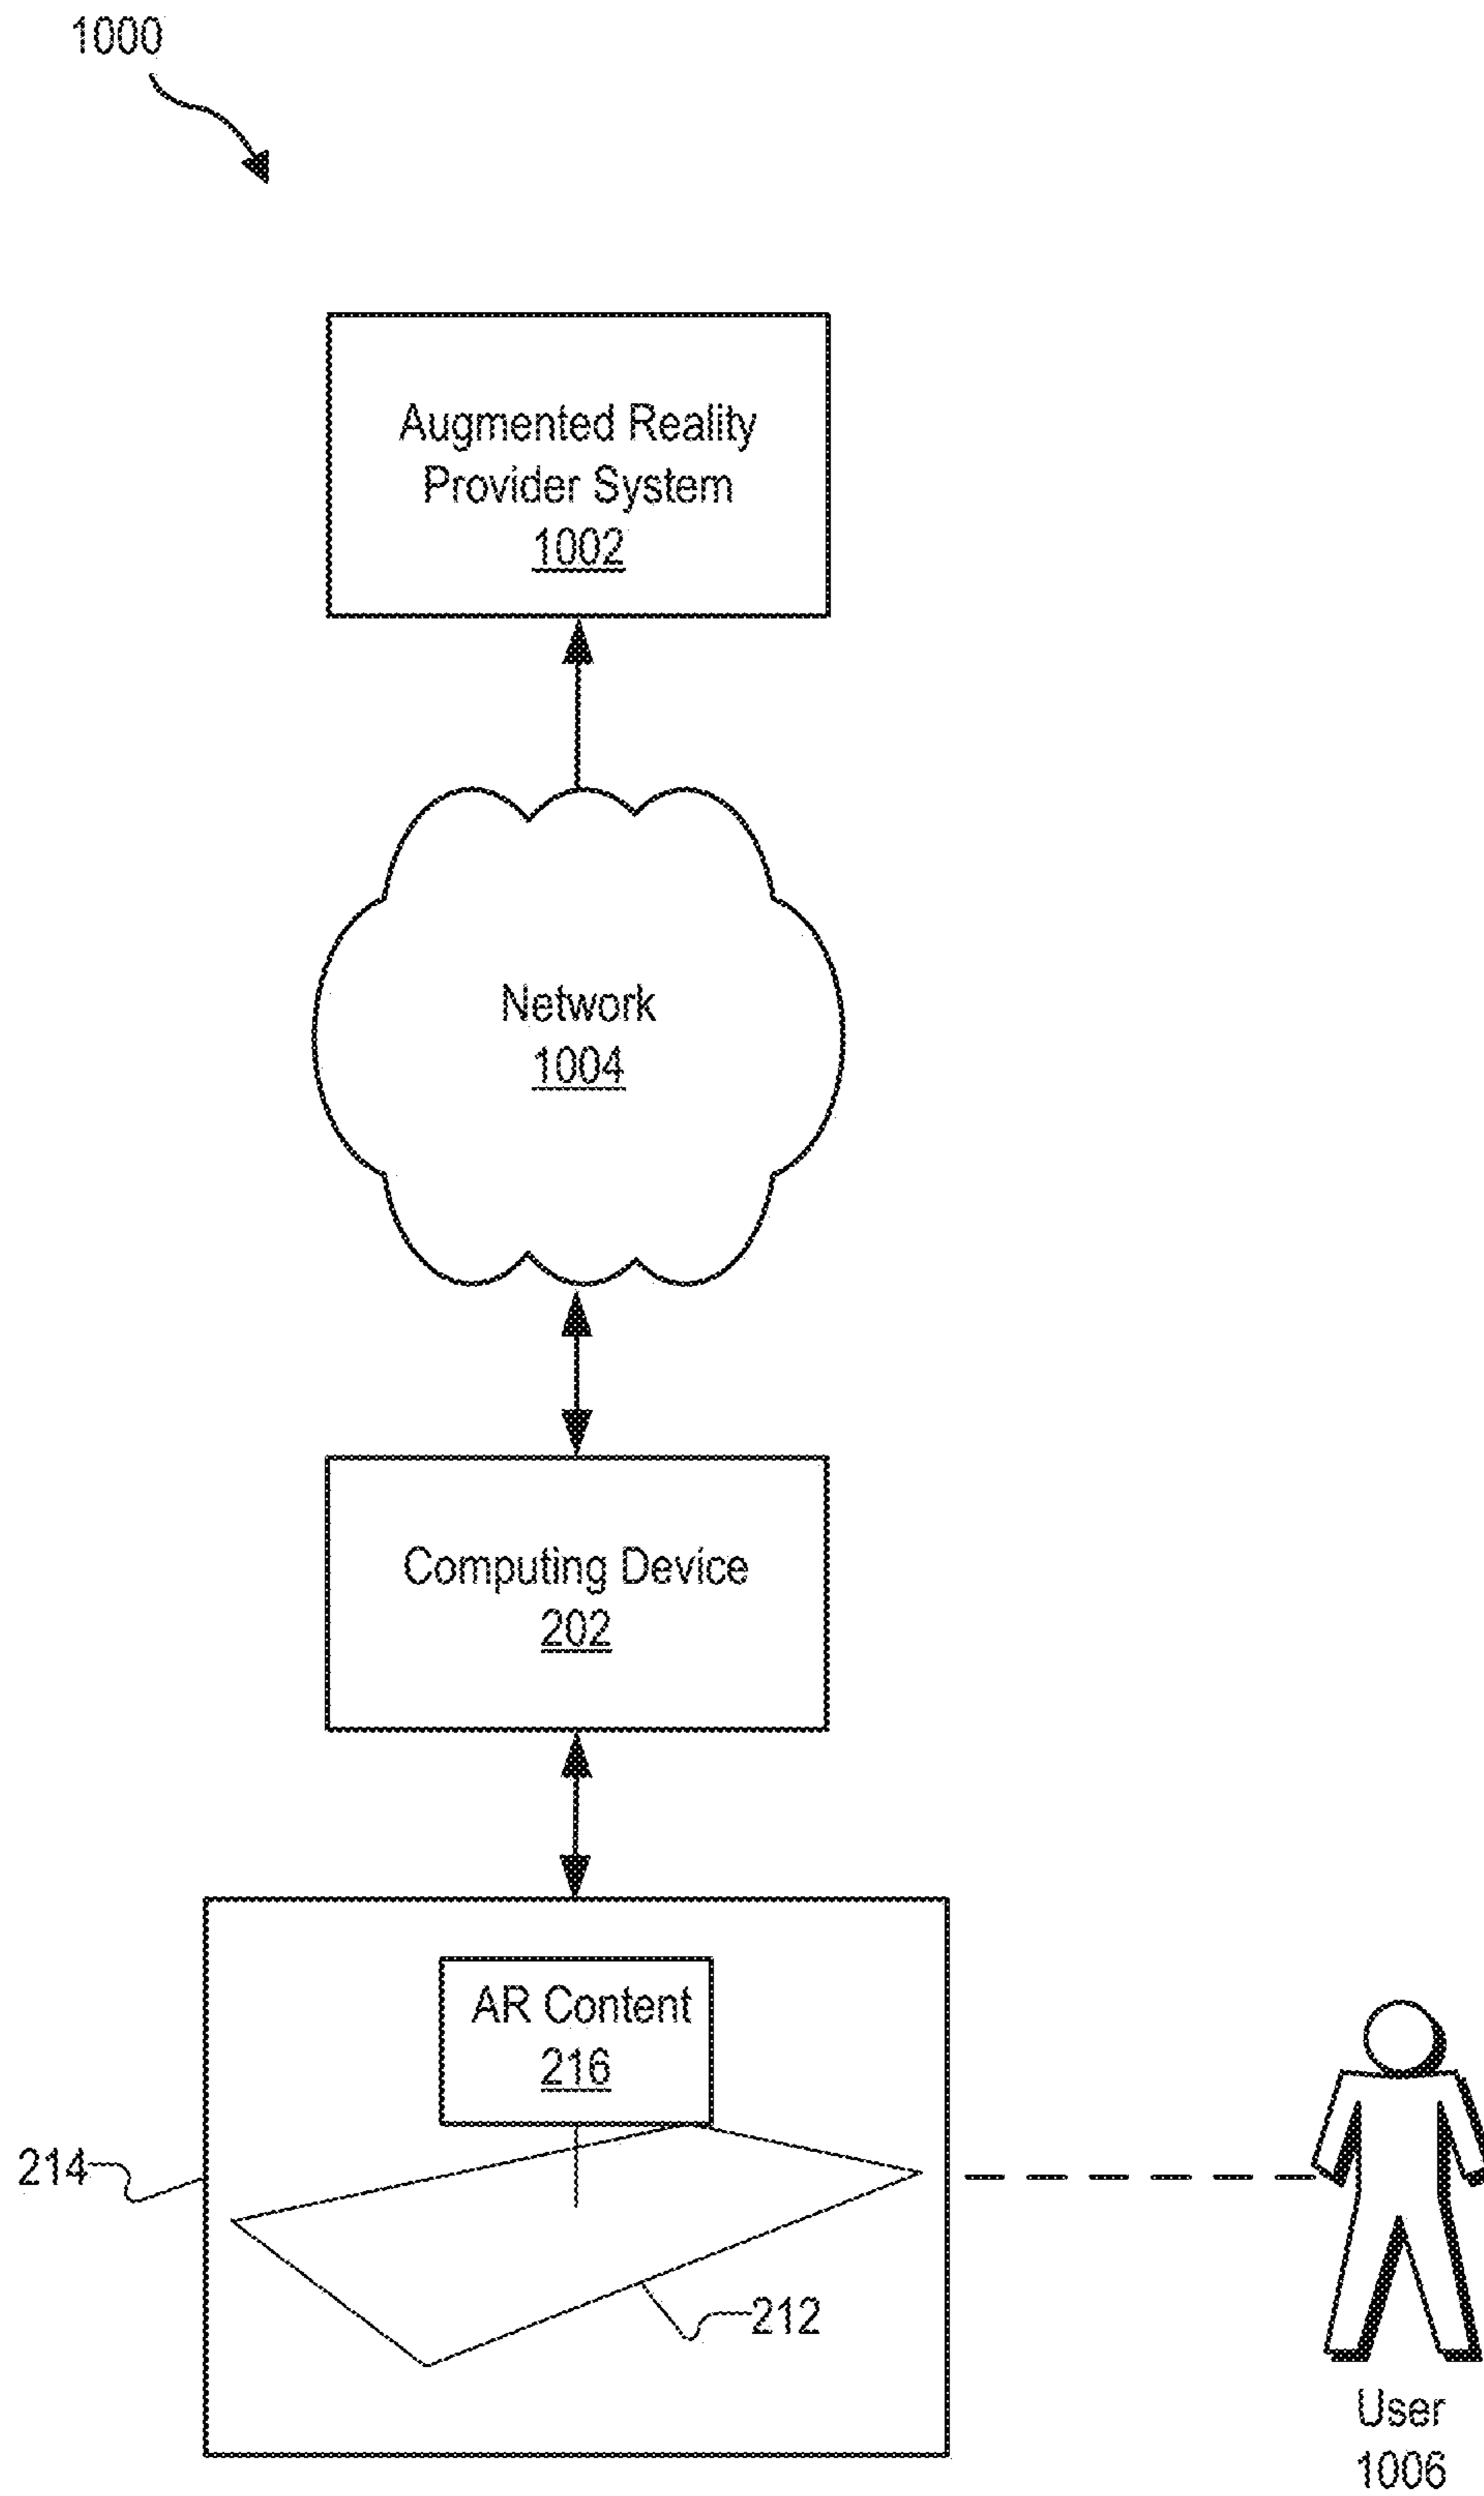 1000
Augmented Reality
Provider System
1002
Network
1004
Computing Device
202
AR Content
216
214
212
User
1006